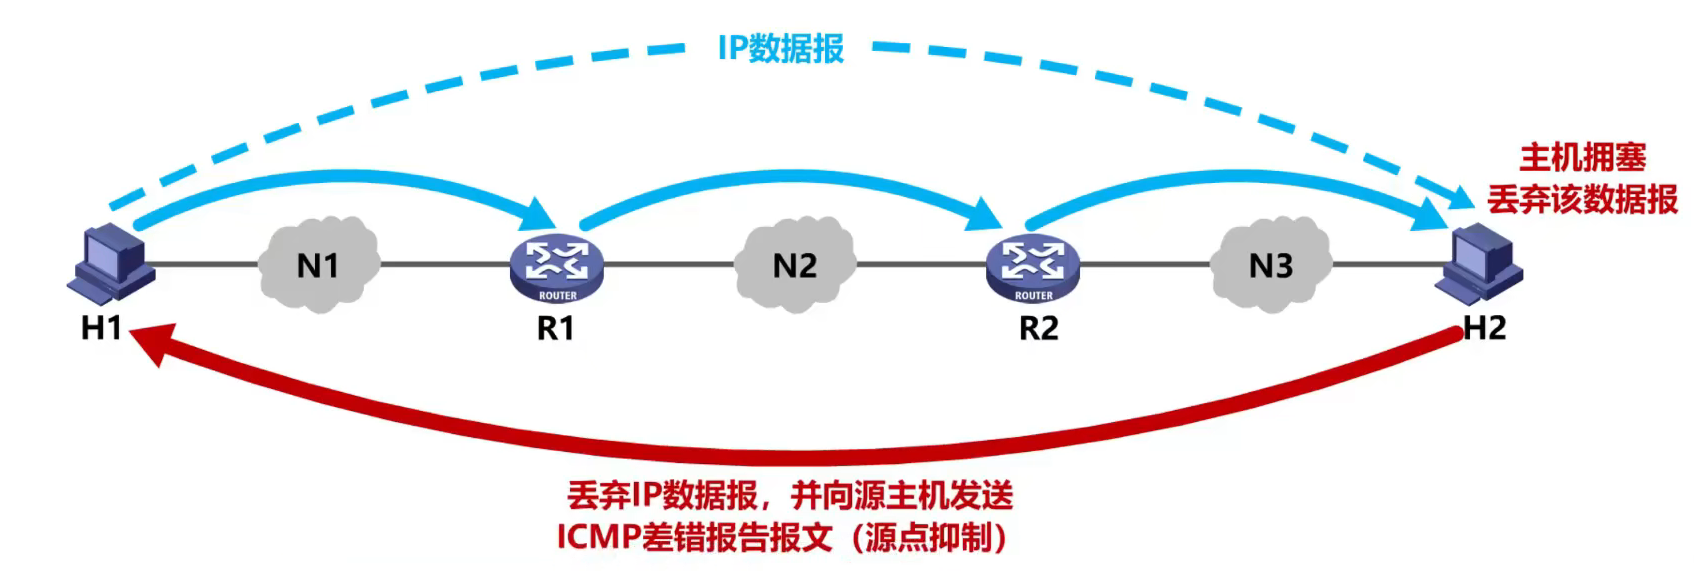 IP数据报
主机拥塞
丢弃该数据报
N1
N2
N3
ROUTER
ROUTER
H1
R1
R2
H2
丢弃IP数据报，并向源主机发送
ICMP差错报告报文（源点抑制）